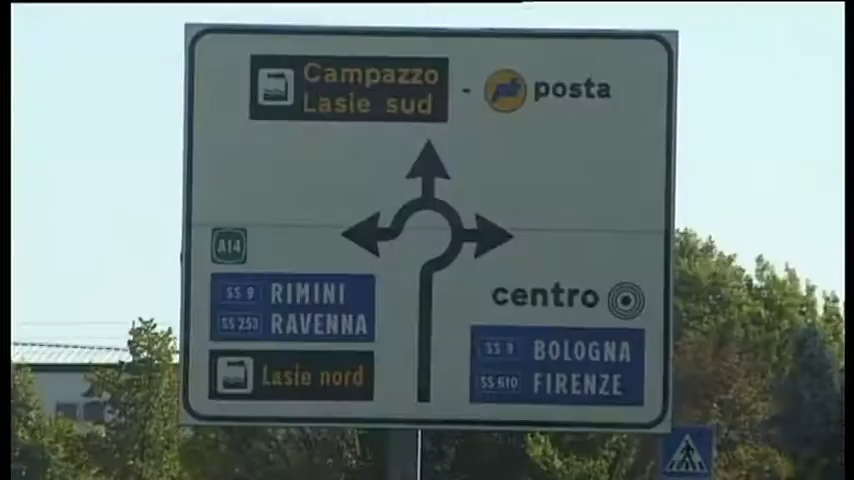 Campazzo
Lasie sud
- posta
A14
SS 9 RIMINI
SS 253 RAVENNA
Lasie nord
centro
SS 9 BOLOGNA
SS 610 FIRENZE